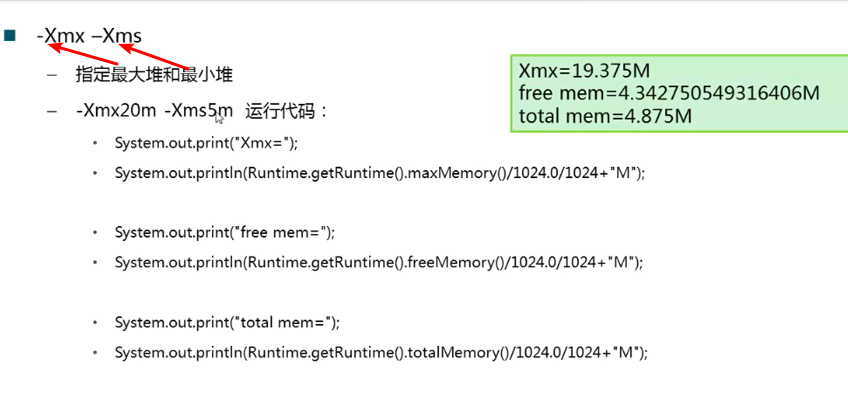 -Xmx –Xms
– 指定最大堆和最小堆
– -Xmx20m -Xms5m 运行代码：
• System.out.print("Xmx=");
• System.out.println(Runtime.getRuntime().maxMemory()/1024.0/1024+"M");
• System.out.print("free mem=");
• System.out.println(Runtime.getRuntime().freeMemory()/1024.0/1024+"M");
• System.out.print("total mem=");
• System.out.println(Runtime.getRuntime().totalMemory()/1024.0/1024+"M");
Xmx=19.375M
free mem=4.342750549316406M
total mem=4.875M